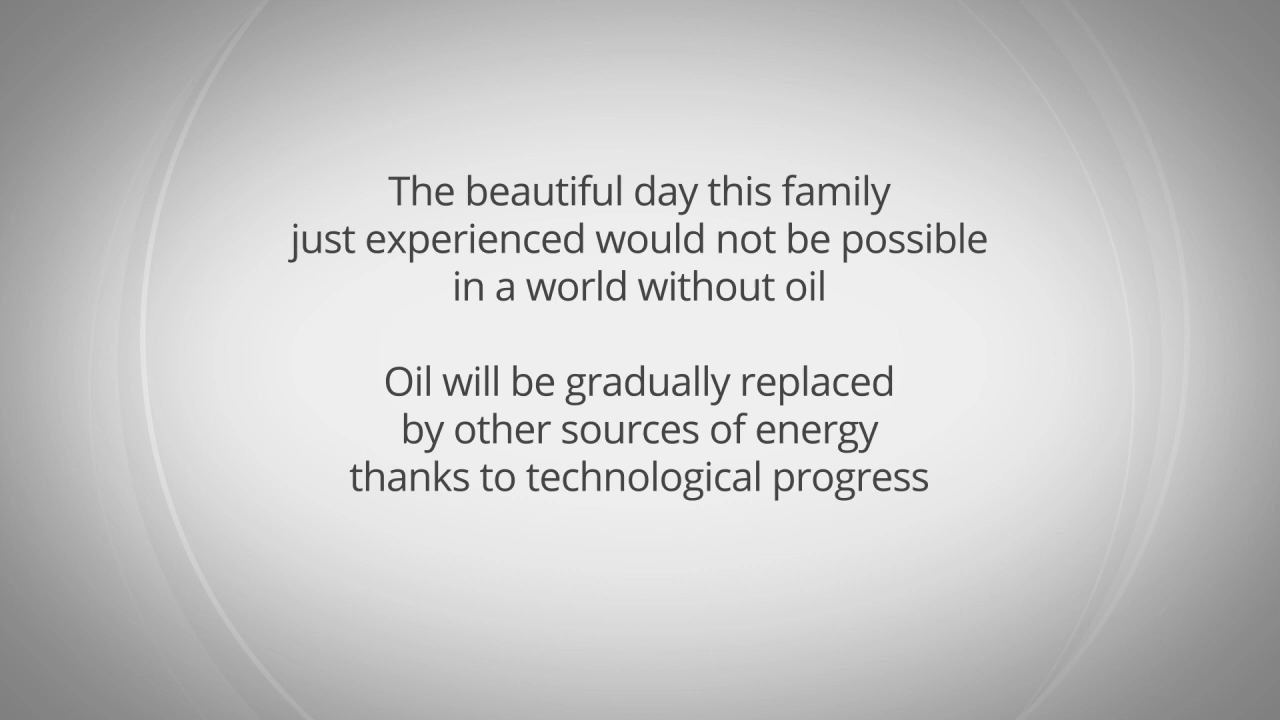 The beautiful day this family
just experienced would not be possible
in a world without oil
Oil will be gradually replaced
by other sources of energy
thanks to technological progress